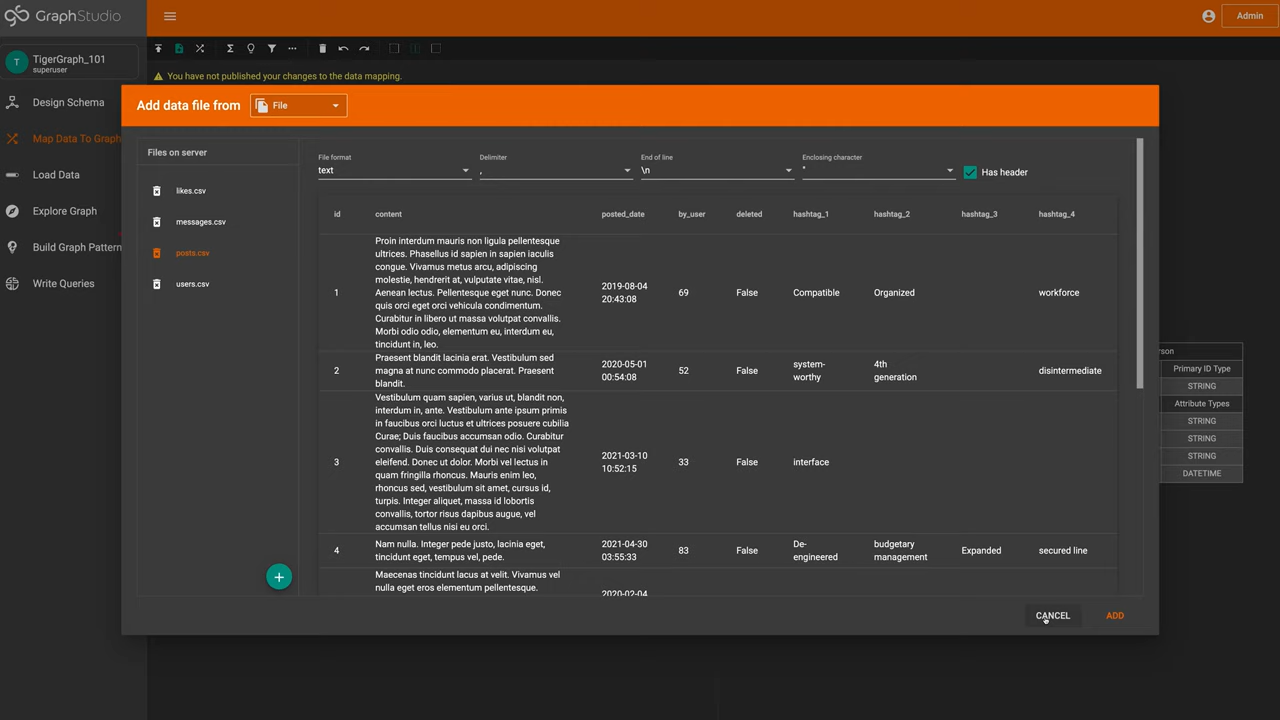 GraphStudio
Admin
T
TigerGraph_101
superuser
You have not published your changes to the data mapping.
Design Schema
Map Data To Graph
Load Data
Explore Graph
Build Graph Pattern
Write Queries
Add data file from
File
Files on server
likes.csv
messages.csv
posts.csv
users.csv
File format
text
Delimiter
,
End of line
\n
Enclosing character
"
Has header
id content posted_date by_user deleted hashtag_1 hashtag_2 hashtag_3 hashtag_4
Proin interdum mauris non ligula pellentesque
ultrices. Phasellus id sapien in sapien iaculis
congue. Vivamus metus arcu, adipiscing
molestie, hendrerit at, vulputate vitae, nisl.
Aenean lectus. Pellentesque eget nunc. Donec
quis orci eget orci vehicula condimentum.
Curabitur in libero ut massa volutpat convallis.
Morbi odio odio, elementum eu, interdum eu,
tincidunt in, leo.
1
2019-08-04
20:43:08
69 False Compatible Organized workforce
Praesent blandit lacinia erat. Vestibulum sed
magna at nunc commodo placerat. Praesent
blandit.
2
2020-05-01
00:54:08
52 False
system-
worthy
4th
generation
disintermediate
Vestibulum quam sapien, varius ut, blandit non,
interdum in, ante. Vestibulum ante ipsum primis
in faucibus orci luctus et ultrices posuere cubilia
Curae; Duis faucibus accumsan odio. Curabitur
convallis. Duis consequat dui nec nisi volutpat
eleifend. Donec ut dolor. Morbi vel lectus in
quam fringilla rhoncus. Mauris enim leo,
rhoncus sed, vestibulum sit amet, cursus id,
turpis. Integer aliquet, massa id lobortis
convallis, tortor risus dapibus augue, vel
accumsan tellus nisi eu orci.
3
2021-03-10
10:52:15
33 False interface
Nam nulla. Integer pede justo, lacinia eget,
tincidunt eget, tempus vel, pede.
4
2021-04-30
03:55:33
83 False
De-
engineered
budgetary
management
Expanded secured line
Maecenas tincidunt lacus at velit. Vivamus vel
nulla eget eros elementum pellentesque.
2020-02-04
CANCEL
ADD
rson
Primary ID Type
STRING
Attribute Types
STRING
STRING
STRING
DATETIME